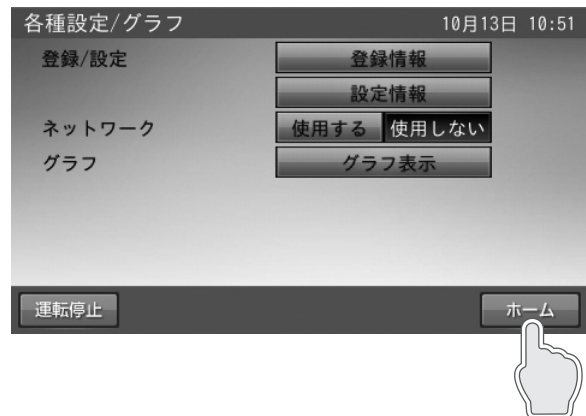 各種設定/グラフ 10月13日 10:51
登録/設定 登録情報
設定情報
ネットワーク 使用する 使用しない
グラフ グラフ表示
運転停止 ホーム